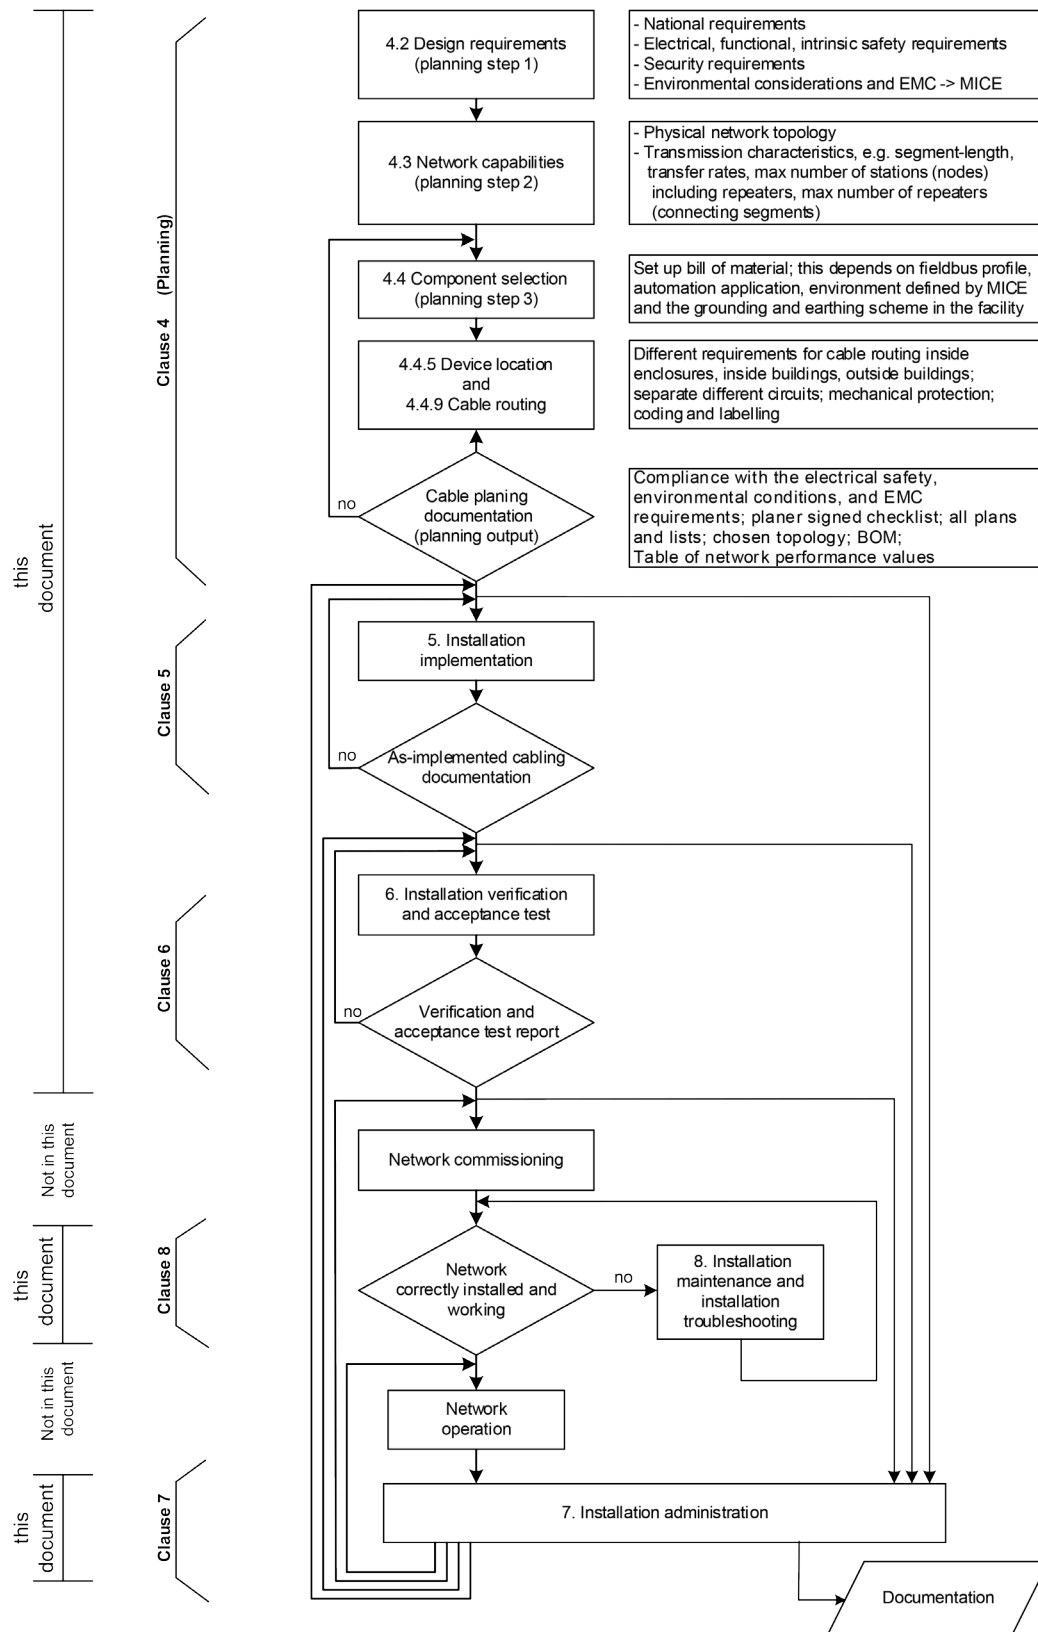 4.2 Design requirements
(planning step 1)
- National requirements
- Electrical, functional, intrinsic safety requirements
- Security requirements
- Environmental considerations and EMC -> MICE
4.3 Network capabilities
(planning step 2)
- Physical network topology
- Transmission characteristics, e.g. segment-length,
transfer rates, max number of stations (nodes)
including repeaters, max number of repeaters
(connecting segments)
Clause 4 (Planning)
4.4 Component selection
(planning step 3)
Set up bill of material; this depends on fieldbus profile,
automation application, environment defined by MICE
and the grounding and earthing scheme in the facility
4.4.5 Device location
and
4.4.9 Cable routing
Different requirements for cable routing inside
enclosures, inside buildings, outside buildings;
separate different circuits; mechanical protection;
coding and labelling
no
Cable planing
documentation
(planning output)
Compliance with the electrical safety,
environmental conditions, and EMC
requirements; planer signed checklist; all plans
and lists; chosen topology; BOM;
Table of network performance values
this
document
Clause 5
5. Installation
implementation
no
As-implemented cabling
documentation
Clause 6
6. Installation verification
and acceptance test
no
Verification and
acceptance test report
Not in this
document
Network commissioning
this
document
Clause 8
Network
correctly installed and
working
no
8. Installation
maintenance and
installation
troubleshooting
Not in this
document
Network
operation
this
document
Clause 7
7. Installation administration
Documentation